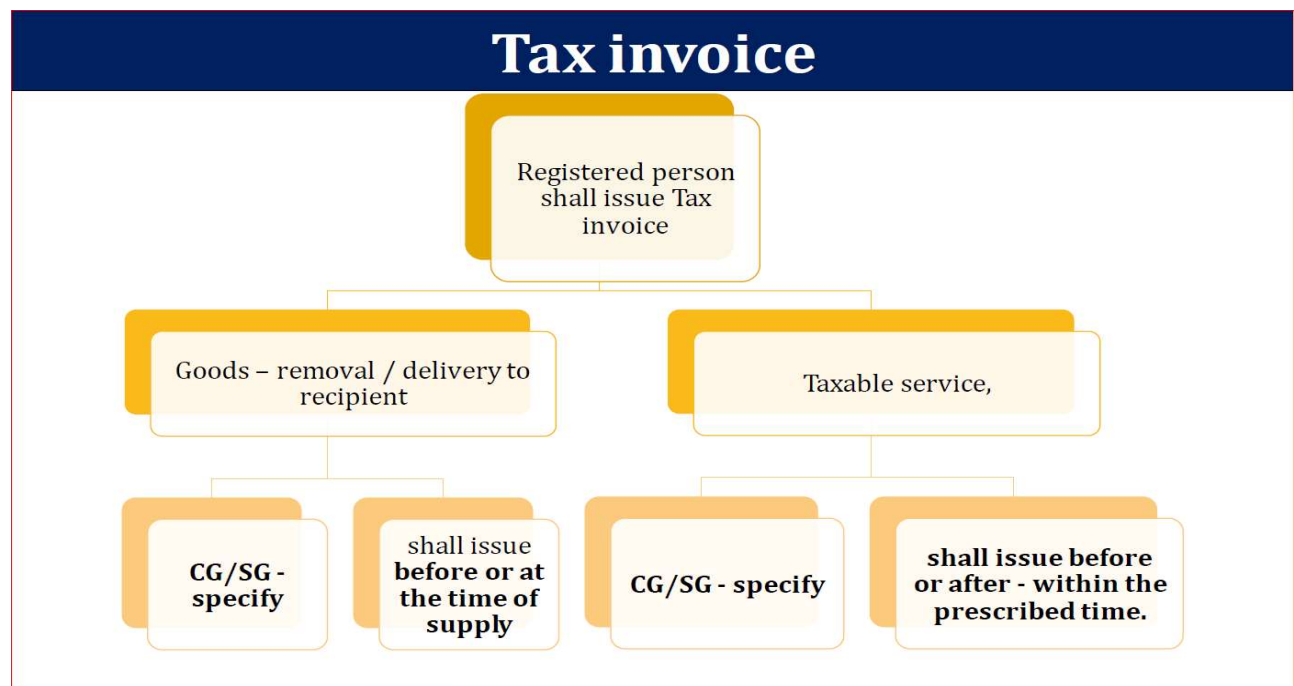 Tax invoice
Registered person
shall issue Tax
invoice
Goods – removal / delivery to
recipient
Taxable service,
CG/SG -
specify
shall issue
before or at
the time of
supply
CG/SG - specify
shall issue before
or after - within the
prescribed time.